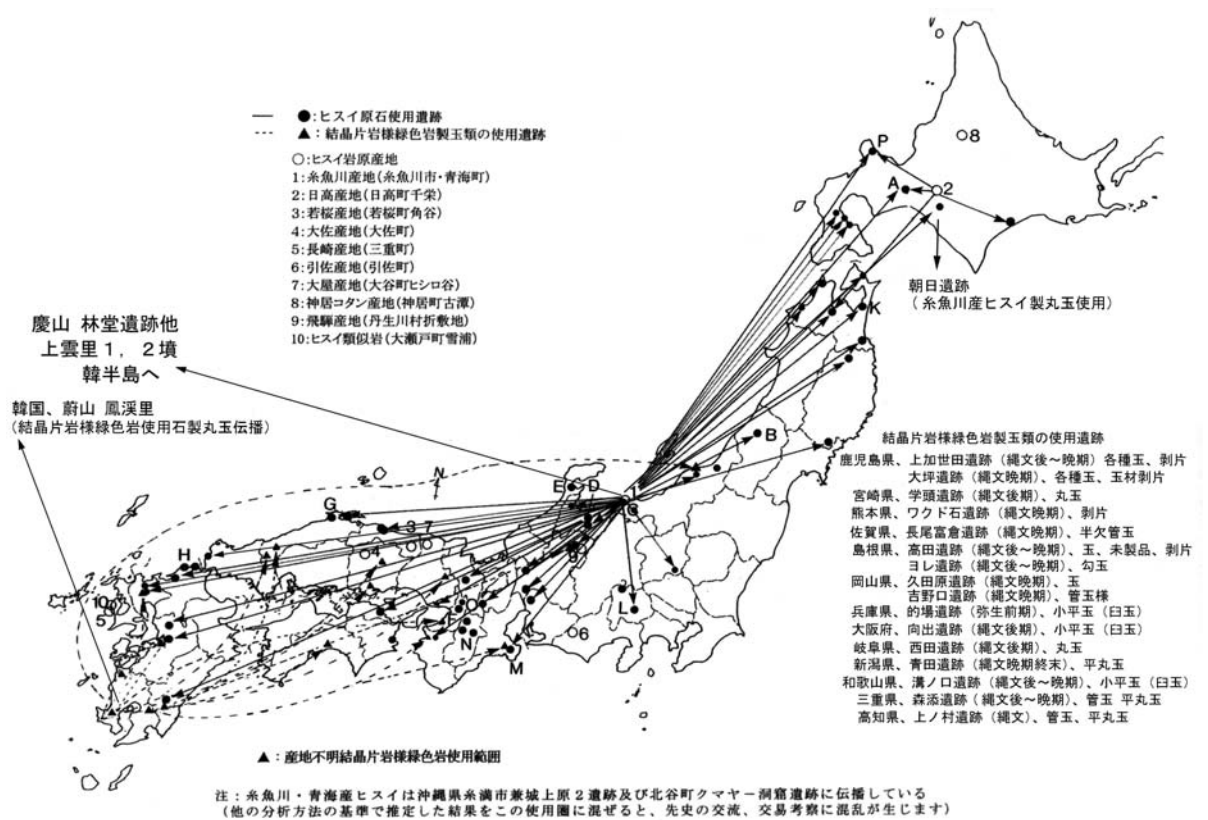 ― ●:ヒスイ原石使用遺跡
---- ▲:結晶片岩様緑色岩製玉類の使用遺跡
○:ヒスイ岩原産地
1:糸魚川産地(糸魚川市・青海町)
2:日高産地(日高町千栄)
3:若桜産地(若桜町角谷)
4:大佐産地(大佐町)
5:長崎産地(三重町)
6:引佐産地(引佐町)
7:大屋産地(大谷町ヒシロ谷)
8:神居コタン産地(神居町古潭)
9:飛騨産地(丹生川村折敷地)
10:ヒスイ類似岩(大瀬戸町雪浦)
慶山 林堂遺跡他
上雲里1,2墳
韓半島へ
韓国、蔚山 鳳渓里
(結晶片岩様緑色岩使用石製丸玉伝播)
P
8
A
2
朝日遺跡
(糸魚川産ヒスイ製丸玉使用)
K
B
E
D
1
C
N
G
3
7
H
4
10
5
L
6
O
N
M
結晶片岩様緑色岩製玉類の使用遺跡
鹿児島県、上加世田遺跡(縄文後~晩期)各種玉、剥片
大坪遺跡(縄文晩期)、各種玉、玉材剥片
宮崎県、学頭遺跡(縄文後期)、丸玉
熊本県、ワクド石遺跡(縄文晩期)、剥片
佐賀県、長尾富倉遺跡(縄文晩期)、半欠管玉
島根県、高田遺跡(縄文後~晩期)、玉、未製品、剥片
ヨレ遺跡(縄文後~晩期)、勾玉
岡山県、久田原遺跡(縄文晩期)、玉
吉野口遺跡(縄文晩期)、管玉様
兵庫県、的場遺跡(弥生前期)、小平玉(臼玉)
大阪府、向出遺跡(縄文後期)、小平玉(臼玉)
岐阜県、西田遺跡(縄文後期)、丸玉
新潟県、青田遺跡(縄文晩期終末)、平丸玉
和歌山県、溝ノ口遺跡(縄文後~晩期)、小平玉(臼玉)
三重県、森添遺跡(縄文後~晩期)、管玉 平丸玉
高知県、上ノ村遺跡(縄文)、管玉、平丸玉
▲:産地不明結晶片岩様緑色岩使用範囲
注:糸魚川・青海産ヒスイは沖縄県糸満市兼城上原2遺跡及び北谷町クマヤー洞窟遺跡に伝播している
(他の分析方法の基準で推定した結果をこの使用圏に混ぜると、先史の交流、交易考察に混乱が生じます)